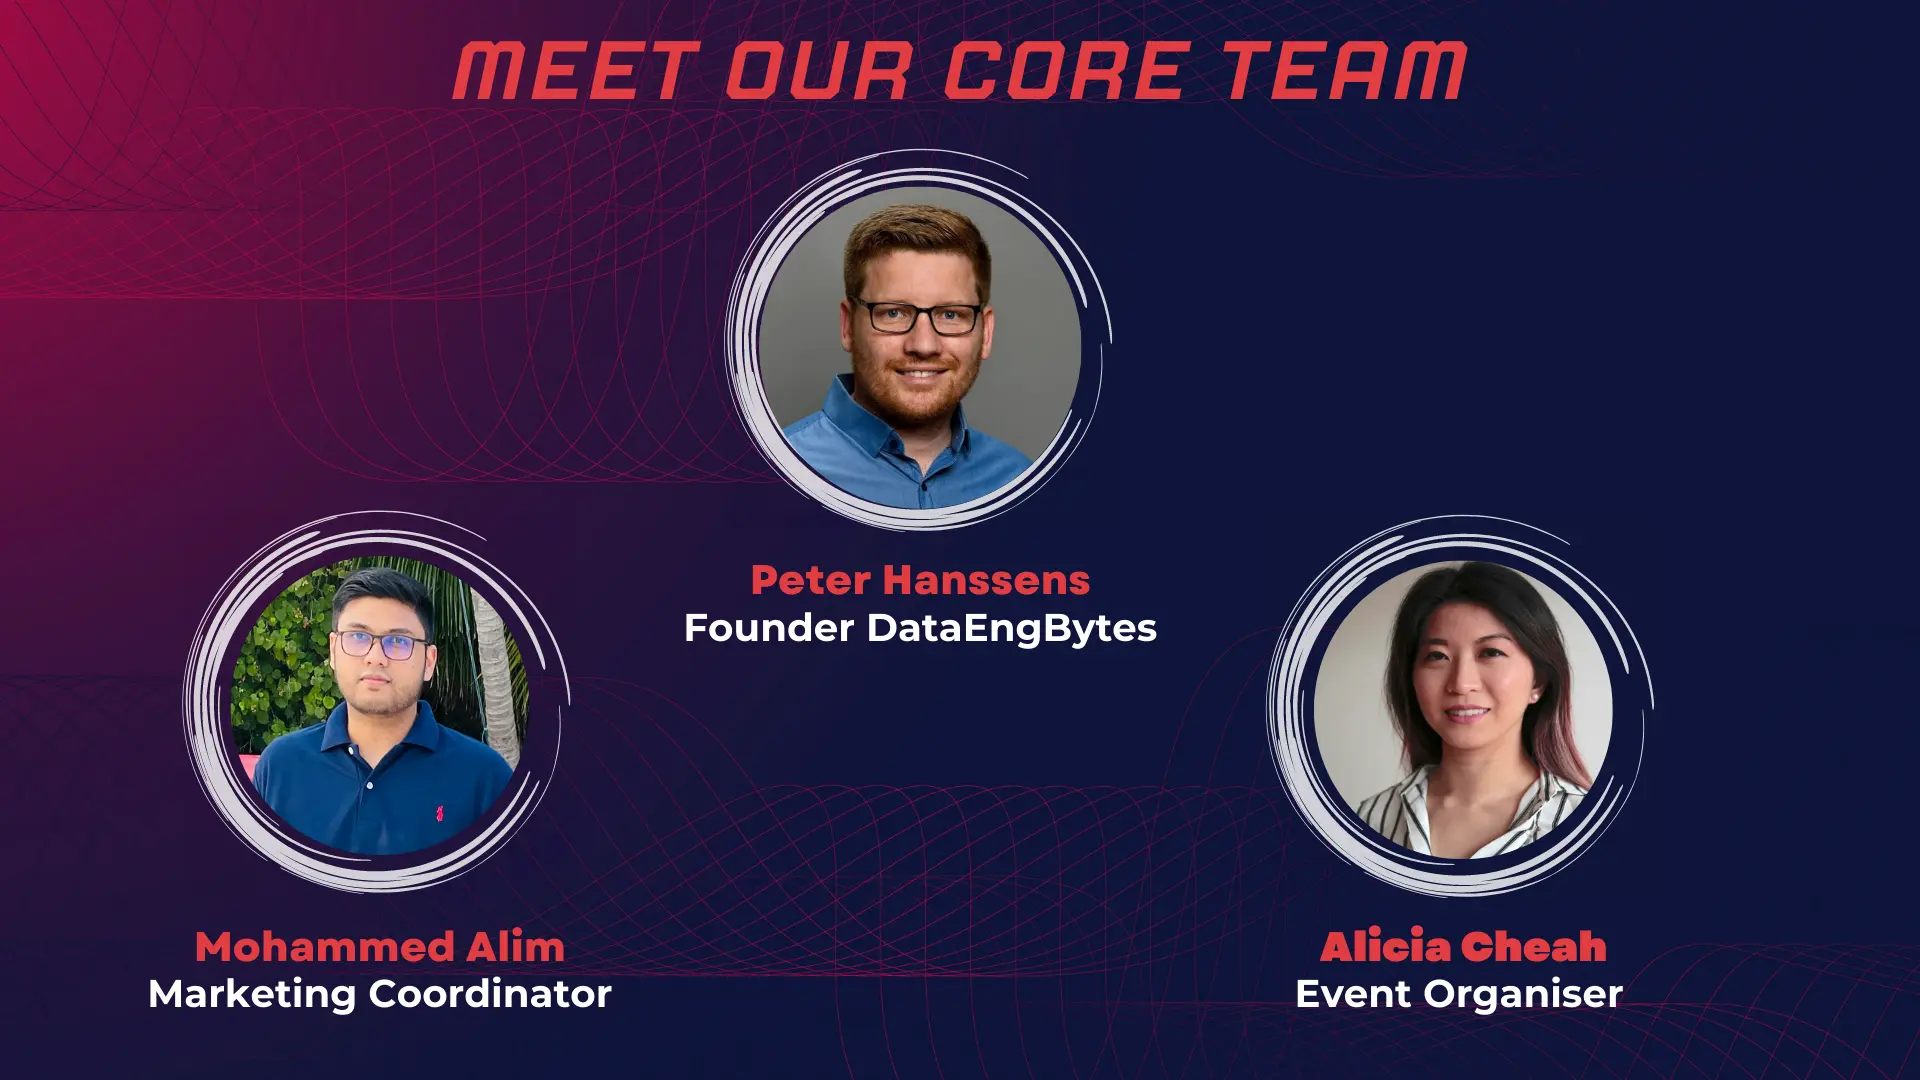 MEET OUR CORE TEAM
Peter Hanssens
Founder DataEngBytes
Mohammed Alim
Marketing Coordinator
Alicia Cheah
Event Organiser